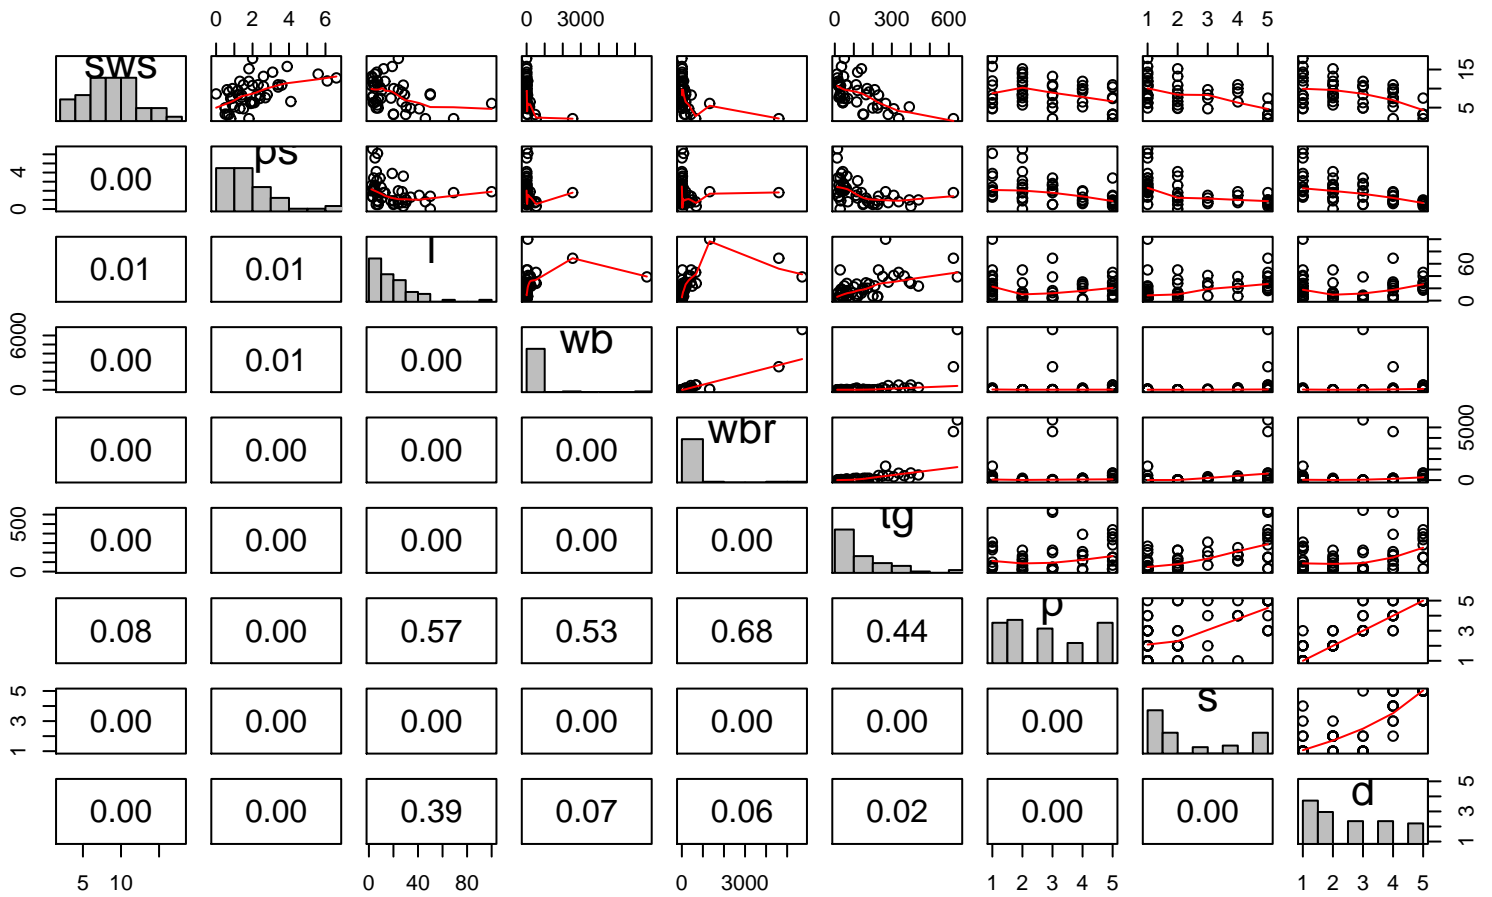 0 2 4 6 0 3000 0 300 600 1 2 3 4 5
sws 5 15
0 4 0.00 ps
0.01 0.01 l 0 60
0 6000 0.00 0.01 0.00 wb
0.00 0.00 0.00 0.00 wbr 0 5000
0 500 0.00 0.00 0.00 0.00 0.00 tg
0.08 0.00 0.57 0.53 0.68 0.44 p 1 3 5
1 3 5 0.00 0.00 0.00 0.00 0.00 0.00 0.00 s
0.00 0.00 0.39 0.07 0.06 0.02 0.00 0.00 d 1 3 5
5 10 0 40 80 0 3000 1 2 3 4 5 1 2 3 4 5